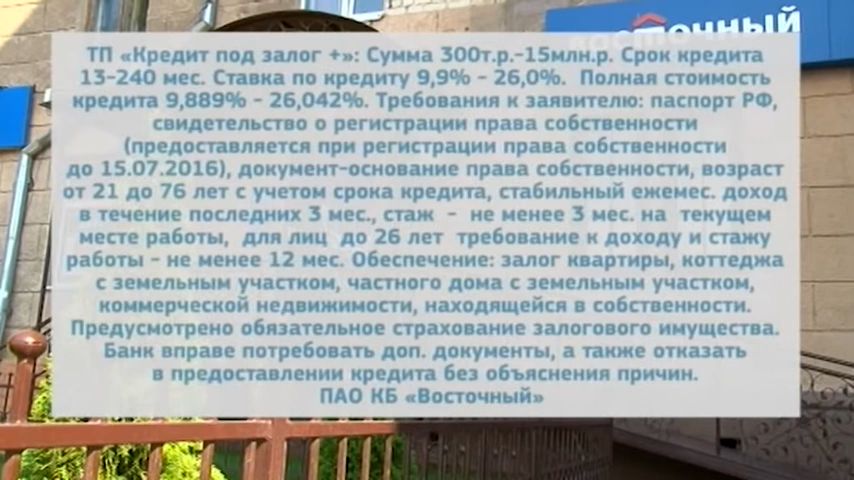 восточный
ТП «Кредит под залог +»: Сумма 300т.р.-15млн.р. Срок кредита
13-240 мес. Ставка по кредиту 9,9% - 26,0%. Полная стоимость
кредита 9,889% - 26,042%. Требования к заявителю: паспорт РФ,
свидетельство о регистрации права собственности
(предоставляется при регистрации права собственности
до 15.07.2016), документ-основание права собственности, возраст
от 21 до 76 лет с учетом срока кредита, стабильный ежемес. доход
в течение последних 3 мес., стаж - не менее 3 мес. на текущем
месте работы, для лиц до 26 лет требование к доходу и стажу
работы - не менее 12 мес. Обеспечение: залог квартиры, коттеджа
с земельным участком, частного дома с земельным участком,
коммерческой недвижимости, находящейся в собственности.
Предусмотрено обязательное страхование залогового имущества.
Банк вправе потребовать доп. документы, а также отказать
в предоставлении кредита без объяснения причин.
ПАО КБ «Восточный»